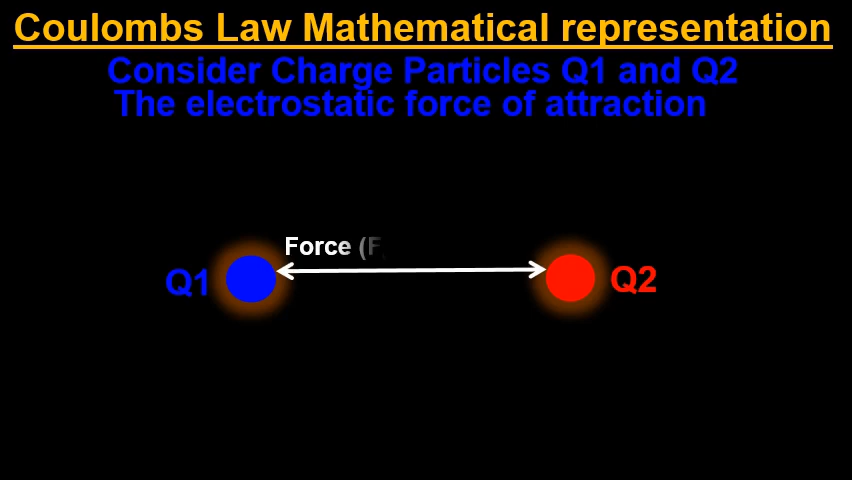 Coulombs Law Mathematical representation
Consider Charge Particles Q1 and Q2
The electrostatic force of attraction
Force (F
Q1
Q2